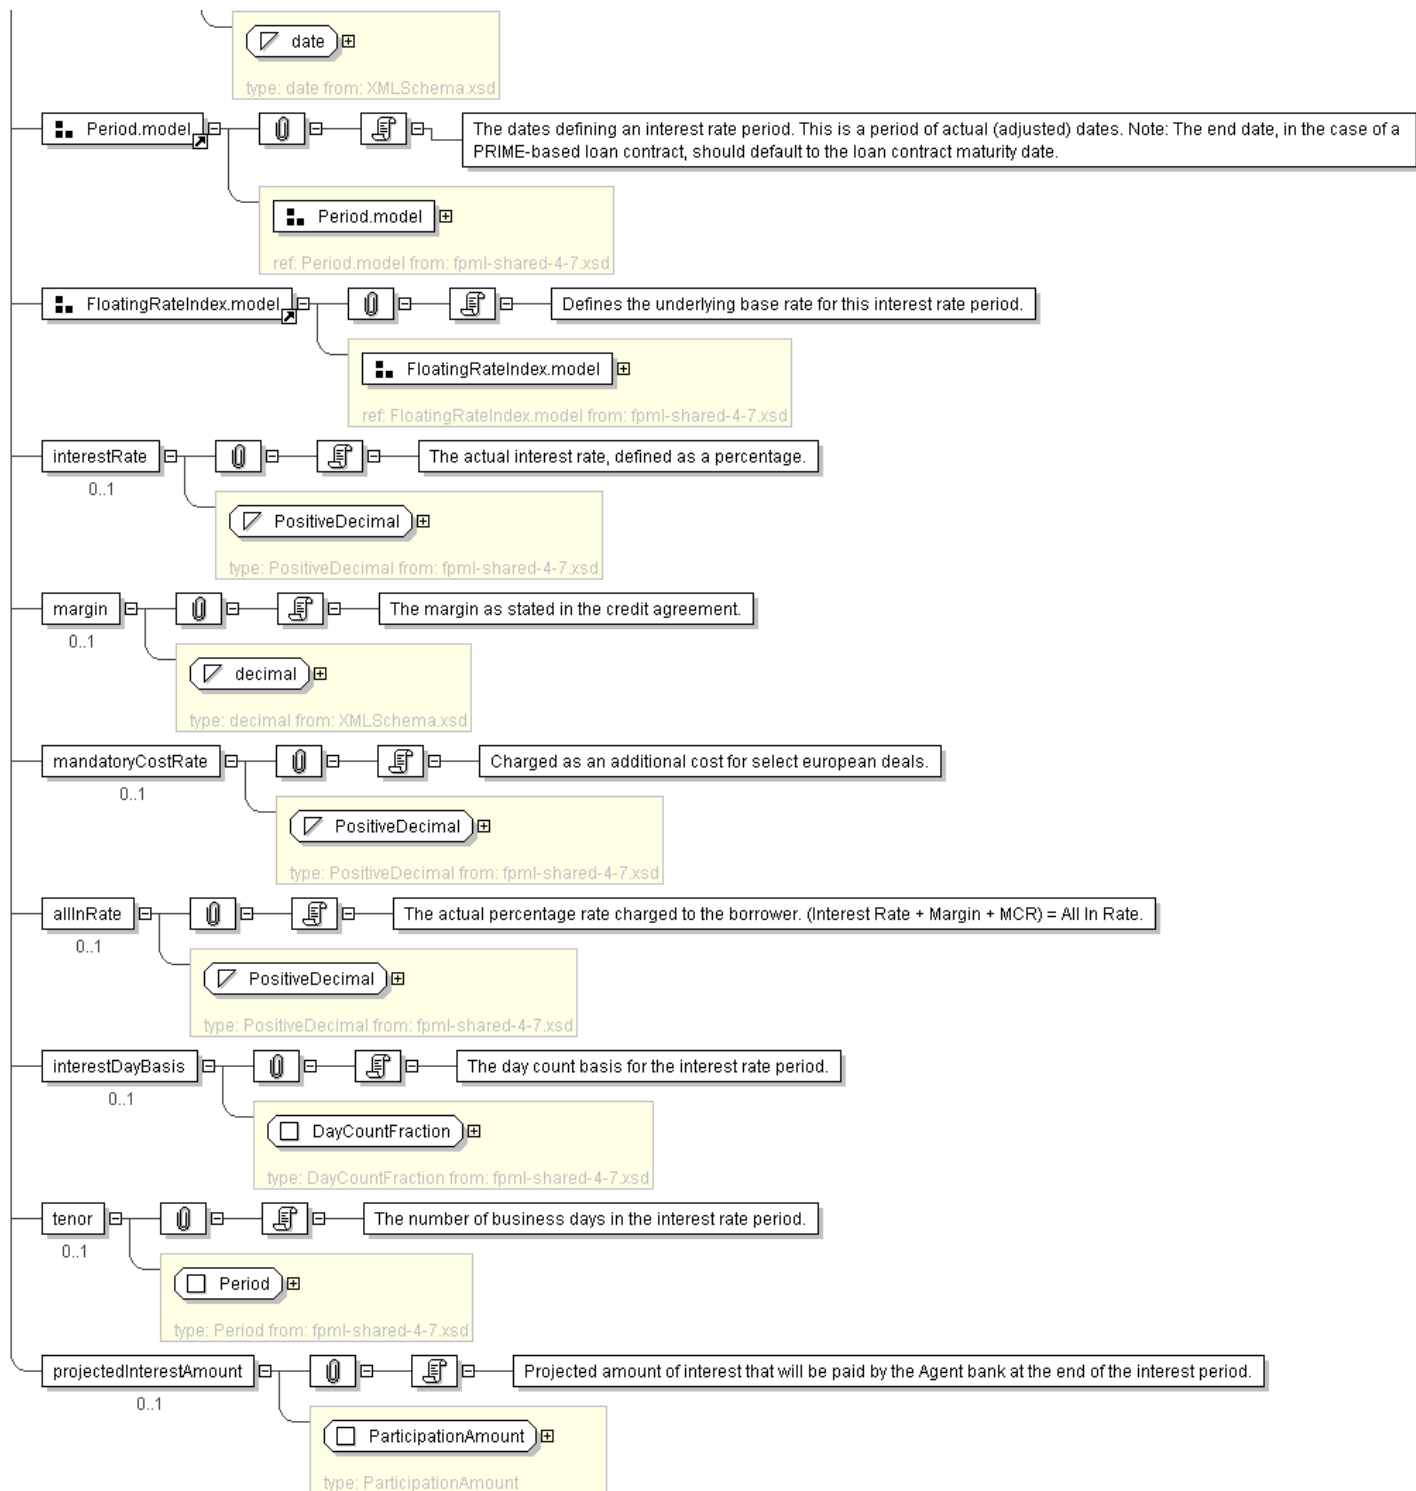 date
type: date from: XMLSchema.xsd
Period.model
The dates defining an interest rate period. This is a period of actual (adjusted) dates. Note: The end date, in the case of a
PRIME-based loan contract, should default to the loan contract maturity date.
Period.model
ref: Period.model from: fpml-shared-4-7.xsd
FloatingRateIndex.model
Defines the underlying base rate for this interest rate period.
FloatingRateIndex.model
ref: FloatingRateIndex.model from: fpml-shared-4-7.xsd
interestRate
The actual interest rate, defined as a percentage.
0..1
PositiveDecimal
type: PositiveDecimal from: fpml-shared-4-7.xsd
margin
The margin as stated in the credit agreement.
0..1
decimal
type: decimal from: XMLSchema.xsd
mandatoryCostRate
Charged as an additional cost for select european deals.
0..1
PositiveDecimal
type: PositiveDecimal from: fpml-shared-4-7.xsd
allInRate
The actual percentage rate charged to the borrower. (Interest Rate + Margin + MCR) = All In Rate.
0..1
PositiveDecimal
type: PositiveDecimal from: fpml-shared-4-7.xsd
interestDayBasis
The day count basis for the interest rate period.
0..1
DayCountFraction
type: DayCountFraction from: fpml-shared-4-7.xsd
tenor
The number of business days in the interest rate period.
0..1
Period
type: Period from: fpml-shared-4-7.xsd
projectedInterestAmount
Projected amount of interest that will be paid by the Agent bank at the end of the interest period.
0..1
ParticipationAmount
type: ParticipationAmount